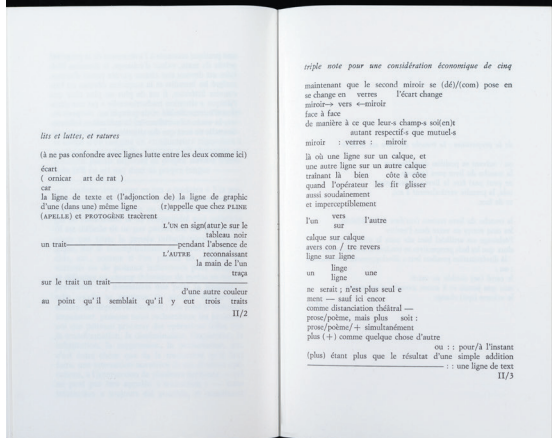 lits et luttes, et ratures
(à ne pas confondre avec lignes lutte entre les deux comme ici)
écart
( ornicar art de rat )
car
la ligne de texte et (l'adjonction de) la ligne de graphie
d'une (dans une) même ligne (r)appelle que chez PLINE
(APELLE) et PROTOGÈNE tracèrent
L'UN en sign(atur)e sur le
tableau noir
un trait———pendant l'absence de
L'AUTRE reconnaissant
la main de l'un
traça
sur le trait un trait———
d'une autre couleur
au point qu'il semblait qu'il y eut trois traits
II/2
triple note pour une considération économique de cinq
maintenant que le second miroir se (dé)/(com) pose en
se change en verres l'écart change
miroir→ vers ←miroir
face à face
de manière à ce que leur-s champ-s soi(en)t
autant respectif-s que mutuel-s
miroir : verres : miroir
là où une ligne sur un calque, et
une autre ligne sur un autre calque
traînant là bien côte à côte
quand l'opérateur les fit glisser
aussi soudainement
et imperceptiblement
vers
l'un l'autre
sur
calque sur calque
avers con / tre revers
ligne sur ligne
linge
un une
ligne
ne serait ; n'est plus seul e
ment — sauf ici encor
comme distanciation théâtral —
prose/poème, mais plus soit :
prose/poème/+ simultanément
plus (+) comme quelque chose d'autre
ou : : pour/à l'instant
(plus) étant plus que le résultat d'une simple addition
——— : : une ligne de text
II/3